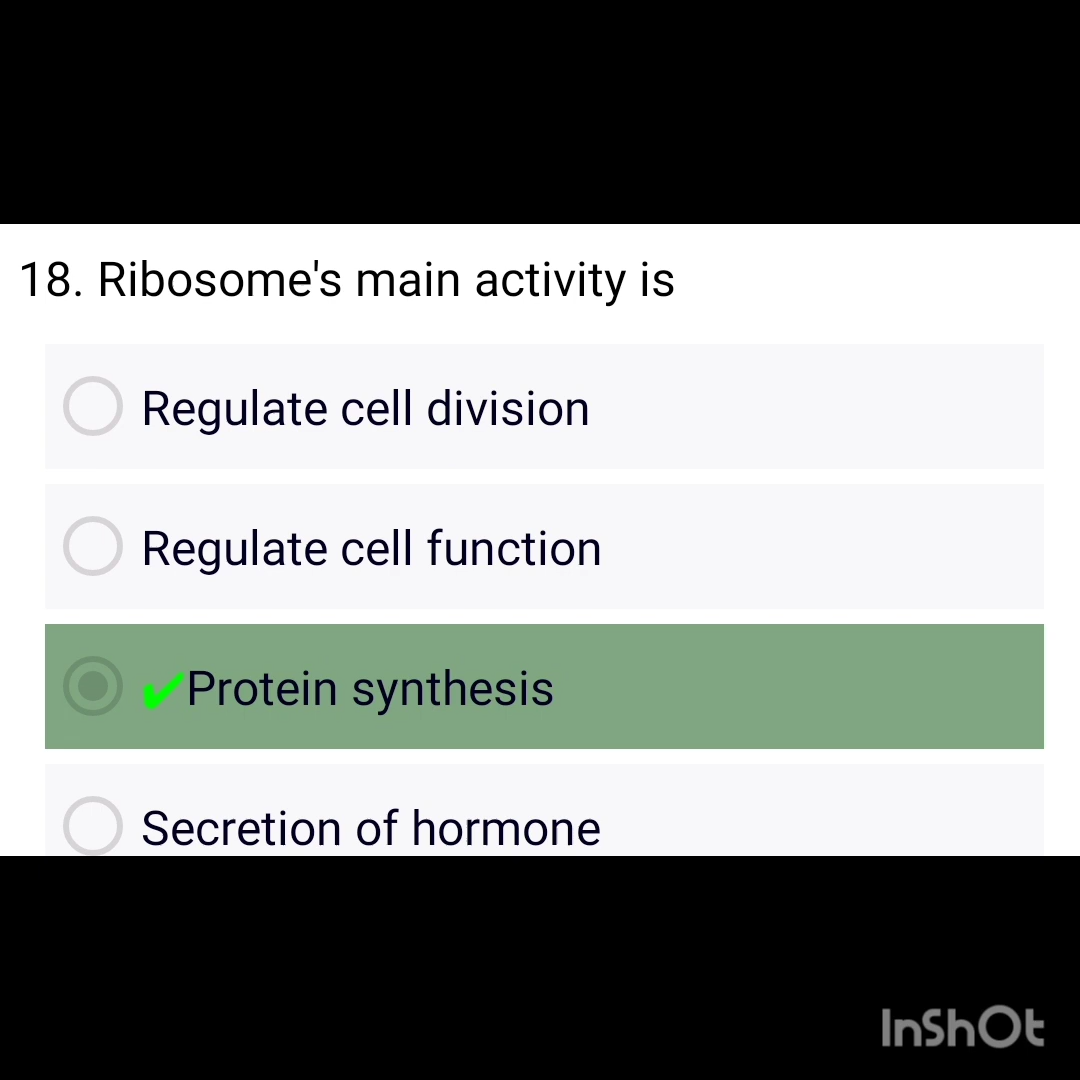 18. Ribosome's main activity is
Regulate cell division
Regulate cell function
✔Protein synthesis
Secretion of hormone
InShOt